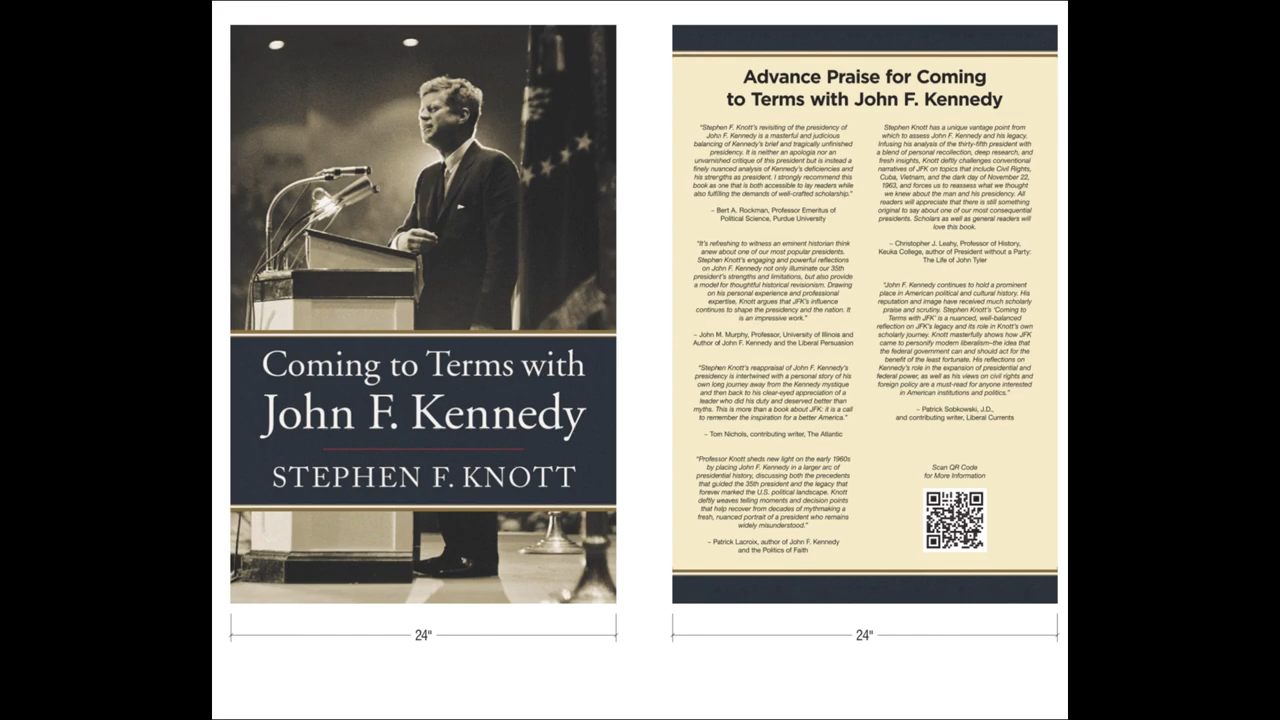 Coming to Terms with
John F. Kennedy
STEPHEN F. KNOTT
24"
Advance Praise for Coming
to Terms with John F. Kennedy
"Stephen F. Knott's revisiting of the presidency of
John F. Kennedy is a masterful and judicious
balancing of Kennedy's brief and tragically unfinished
presidency. It is neither an apologia nor an
unvarnished critique of this president but is instead a
finely nuanced analysis of Kennedy's deficiencies and
his strengths as president. I strongly recommend this
book as one that is both accessible to lay readers while
also fulfilling the demands of well-crafted scholarship."
– Bert A. Rockman, Professor Emeritus of
Political Science, Purdue University
"It's refreshing to witness an eminent historian think
anew about one of our most popular presidents.
Stephen Knott's engaging and powerful reflections
on John F. Kennedy not only illuminate our 35th
president's strengths and limitations, but also provide
a model for thoughtful historical revisionism. Drawing
on his personal experience and professional
expertise, Knott argues that JFK's influence
continues to shape the presidency and the nation. It
is an impressive work."
– John M. Murphy, Professor, University of Illinois and
Author of John F. Kennedy and the Liberal Persuasion
"Stephen Knott's reappraisal of John F. Kennedy's
presidency is intertwined with a personal story of his
own long journey away from the Kennedy mystique
and then back to his clear-eyed appreciation of a
leader who did his duty and deserved better than
myths. This is more than a book about JFK: it is a call
to remember the inspiration for a better America."
– Tom Nichols, contributing writer, The Atlantic
"Professor Knott sheds new light on the early 1960s
by placing John F. Kennedy in a larger arc of
presidential history, discussing both the precedents
that guided the 35th president and the legacy that
forever marked the U.S. political landscape. Knott
deftly weaves telling moments and decision points
that help recover from decades of mythmaking a
fresh, nuanced portrait of a president who remains
widely misunderstood."
– Patrick Lacroix, author of John F. Kennedy
and the Politics of Faith
Stephen Knott has a unique vantage point from
which to assess John F. Kennedy and his legacy.
Infusing his analysis of the thirty-fifth president with
a blend of personal recollection, deep research, and
fresh insights, Knott deftly challenges conventional
narratives of JFK on topics that include Civil Rights,
Cuba, Vietnam, and the dark day of November 22,
1963, and forces us to reassess what we thought
we knew about the man and his presidency. All
readers will appreciate that there is still something
original to say about one of our most consequential
presidents. Scholars as well as general readers will
love this book.
– Christopher J. Leahy, Professor of History,
Keuka College, author of President without a Party:
The Life of John Tyler
"John F. Kennedy continues to hold a prominent
place in American political and cultural history. His
reputation and image have received much scholarly
praise and scrutiny. Stephen Knott's 'Coming to
Terms with JFK' is a nuanced, well-balanced
reflection on JFK's legacy and its role in Knott's own
scholarly journey. Knott masterfully shows how JFK
came to personify modern liberalism–the idea that
the federal government can and should act for the
benefit of the least fortunate. His reflections on
Kennedy's role in the expansion of presidential and
federal power, as well as his views on civil rights and
foreign policy are a must-read for anyone interested
in American institutions and politics."
– Patrick Sobkowski, J.D.,
and contributing writer, Liberal Currents
Scan QR Code
for More Information
24"